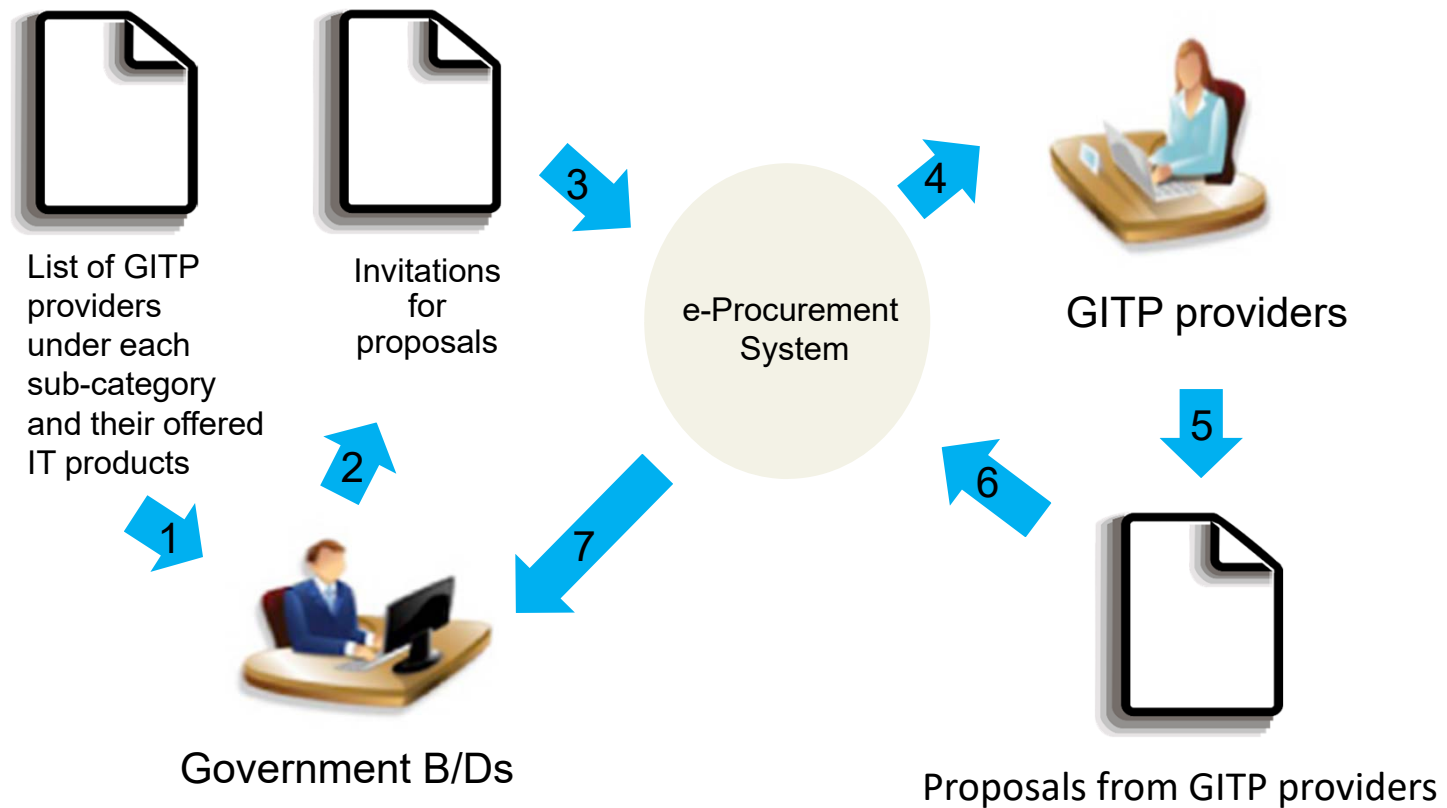 List of GITP
providers
under each
sub-category
and their offered
IT products
Invitations
for
proposals
3
e-Procurement
System
4
GITP providers
1
2
5
6
7
Government B/Ds
Proposals from GITP providers